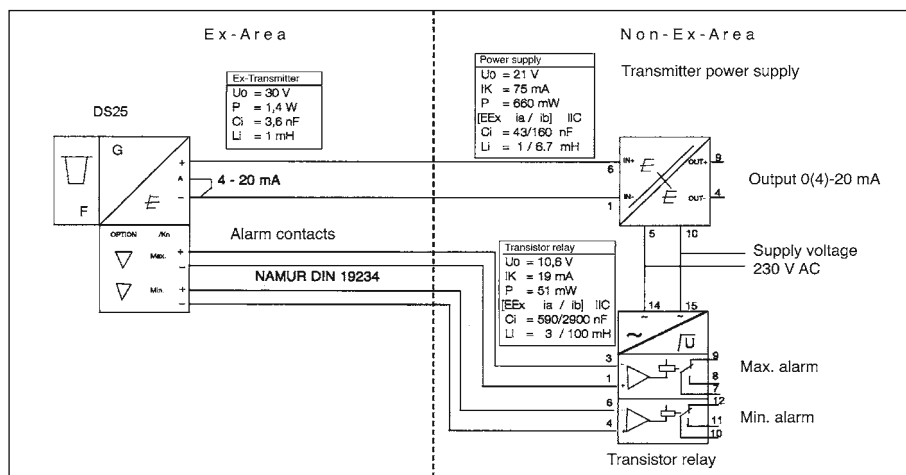 Ex-Area
Non-Ex-Area
Ex-Transmitter
Uo = 30 V
P = 1,4 W
Ci = 3,6 nF
Li = 1 mH
Power supply
Uo = 21 V
IK = 75 mA
P = 660 mW
[EEx ia / ib] IIC
Ci = 43/160 nF
Li = 1 / 6.7 mH
Transmitter power supply
DS25
G
F
+
A
−
4 - 20 mA
E
6
IN+
1
IN-
E
E
OUT+
9
OUT-
4
Output 0(4)-20 mA
5
10
OPTION
/Kn
Max.
+
−
Min.
+
−
Alarm contacts
NAMUR DIN 19234
Transistor relay
Uo = 10,6 V
IK = 19 mA
P = 51 mW
[EEx ia / ib] IIC
Ci = 590/2900 nF
Li = 3 / 100 mH
Supply voltage
230 V AC
14
15
~
~
~
U
3
-
1
+
9
8
7
Max. alarm
6
-
4
+
12
11
10
Min. alarm
Transistor relay